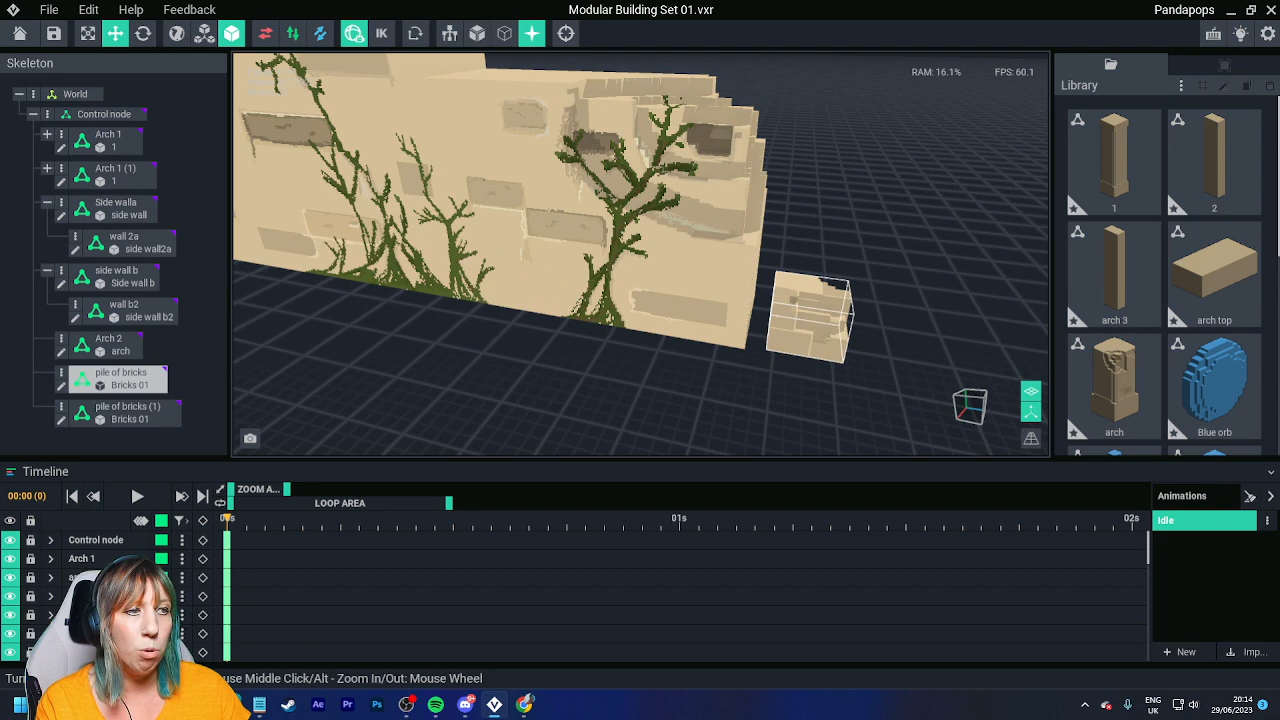 File Edit Help
Modular Building Set 01.vxr
Pandapops
IK
Skeleton
World
Control node
Arch 1
1
Arch 1 (1)
1
Side walla
side wall
wall 2a
side wall2a
side wall b
Side wall b
wall b2
side wall b2
Arch 2
arch
pile of bricks
Bricks 01
pile of bricks (1)
Bricks 01
RAM: 16.1%
FPS: 60.1
Library
1
2
arch 3
arch top
arch
Blue orb
Timeline
00:00 (0)
ZOOM A...
LOOP AREA
01s
02s
Control node
Arch 1
Animations
Idle
New
Imp...
use Middle Click/Alt - Zoom In/Out: Mouse Wheel
Ae
Pr
Ps
ENG
UK
20:14
29/06/2023
3